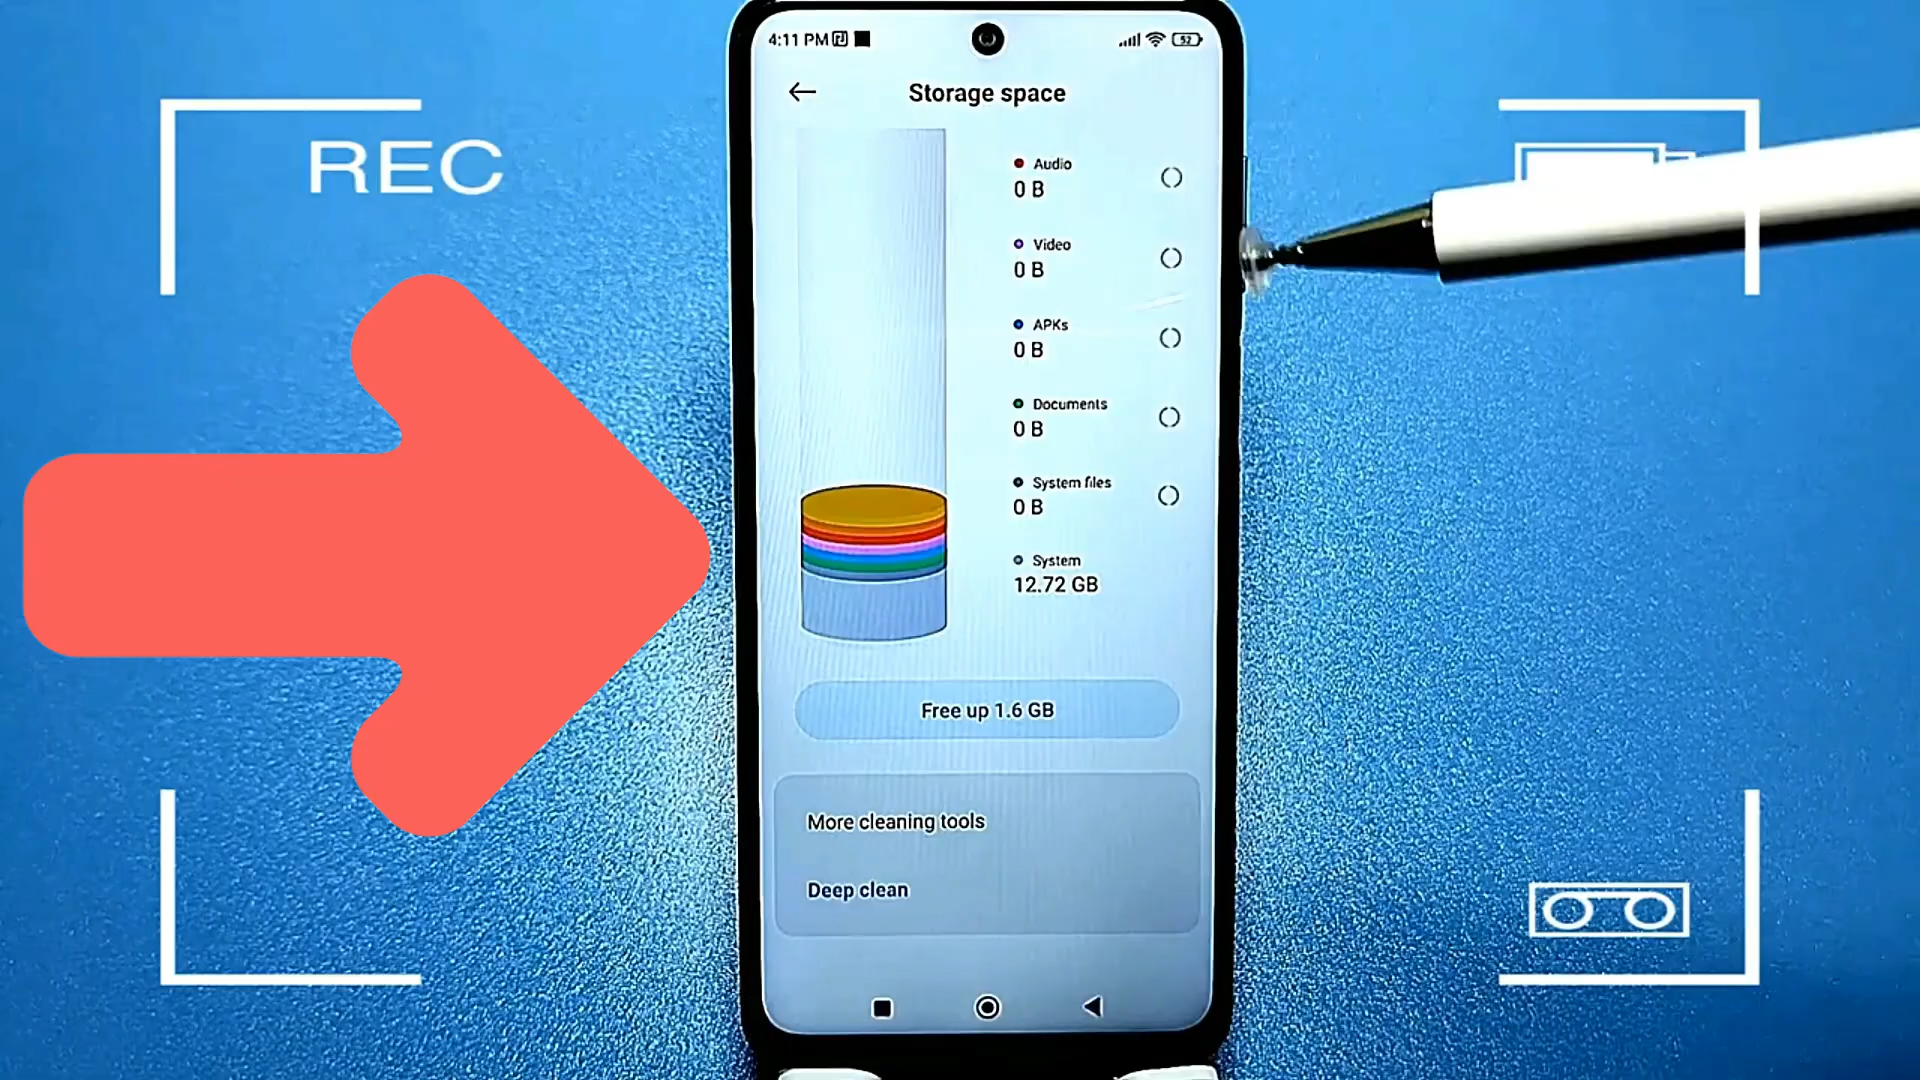 4:11 PM
52
Storage space
REC
Audio
0 B
Video
0 B
APKs
0 B
Documents
0 B
System files
0 B
System
12.72 GB
Free up 1.6 GB
More cleaning tools
Deep clean